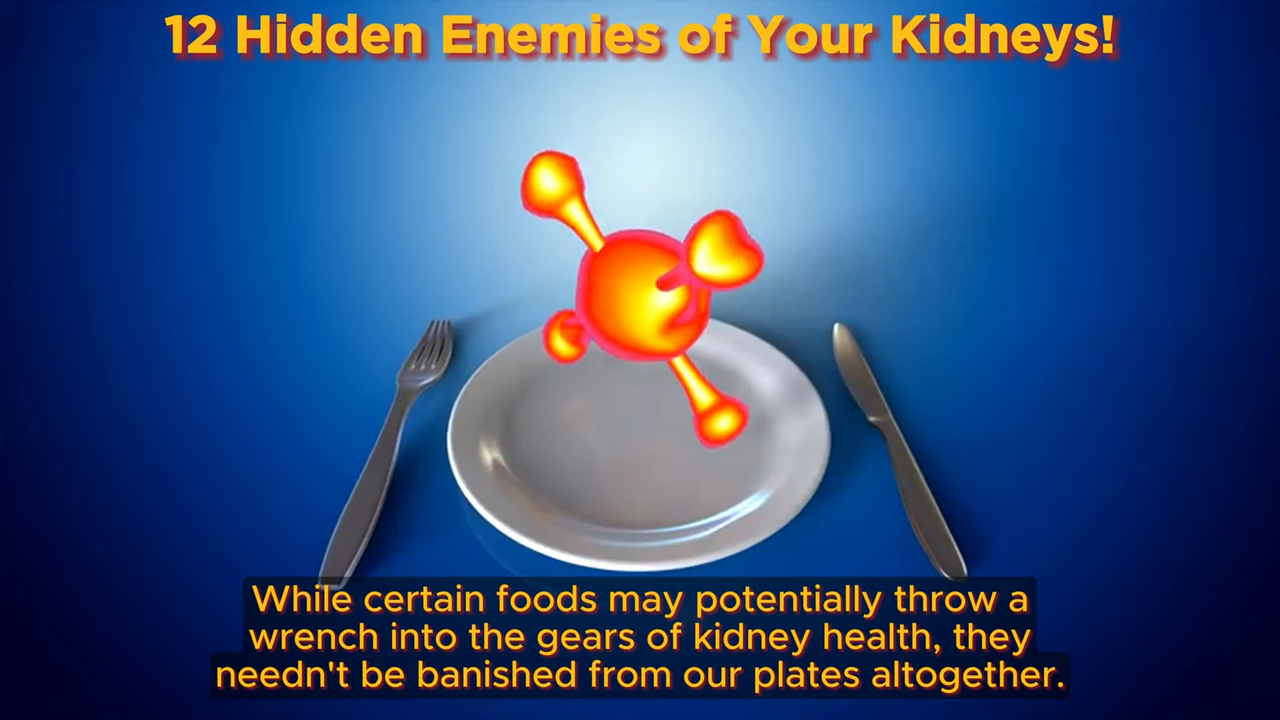 12 Hidden Enemies of Your Kidneys!
While certain foods may potentially throw a
wrench into the gears of kidney health, they
needn't be banished from our plates altogether.